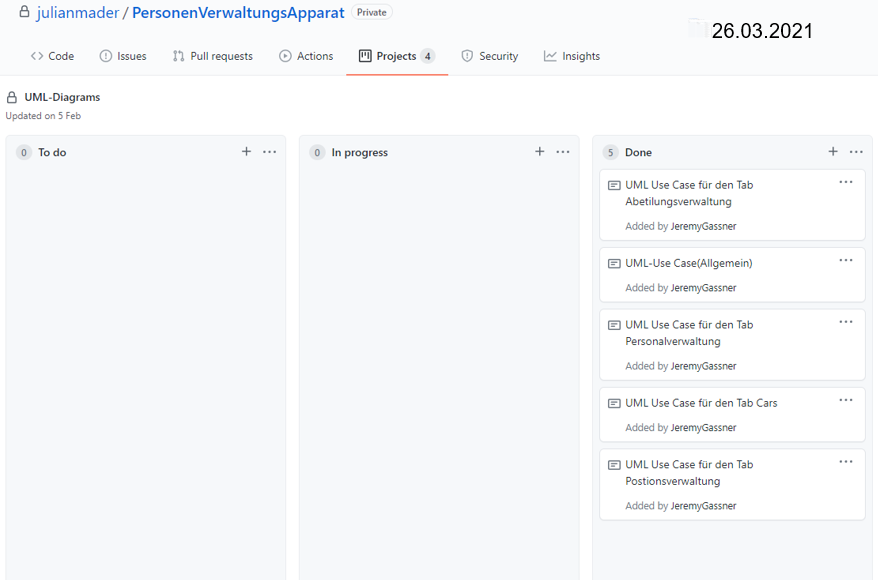 julianmader / PersonenVerwaltungsApparat Private
26.03.2021
Code Issues Pull requests Actions Projects 4 Security Insights
UML-Diagrams
Updated on 5 Feb
0 To do
0 In progress
5 Done
UML Use Case für den Tab
Abetilungsverwaltung
Added by JeremyGassner
UML-Use Case(Allgemein)
Added by JeremyGassner
UML Use Case für den Tab
Personalverwaltung
Added by JeremyGassner
UML Use Case für den Tab Cars
Added by JeremyGassner
UML Use Case für den Tab
Postionsverwaltung
Added by JeremyGassner